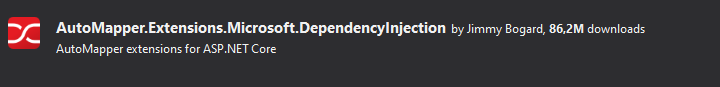 AutoMapper.Extensions.Microsoft.DependencyInjection by Jimmy Bogard, 86,2M downloads
AutoMapper extensions for ASP.NET Core